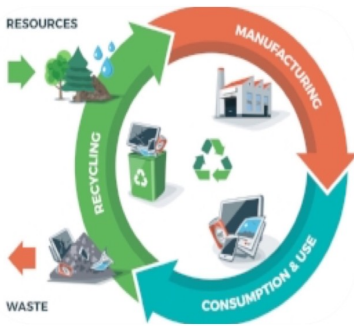 RESOURCES
MANUFACTURING
RECYCLING
CONSUMPTION & USE
WASTE